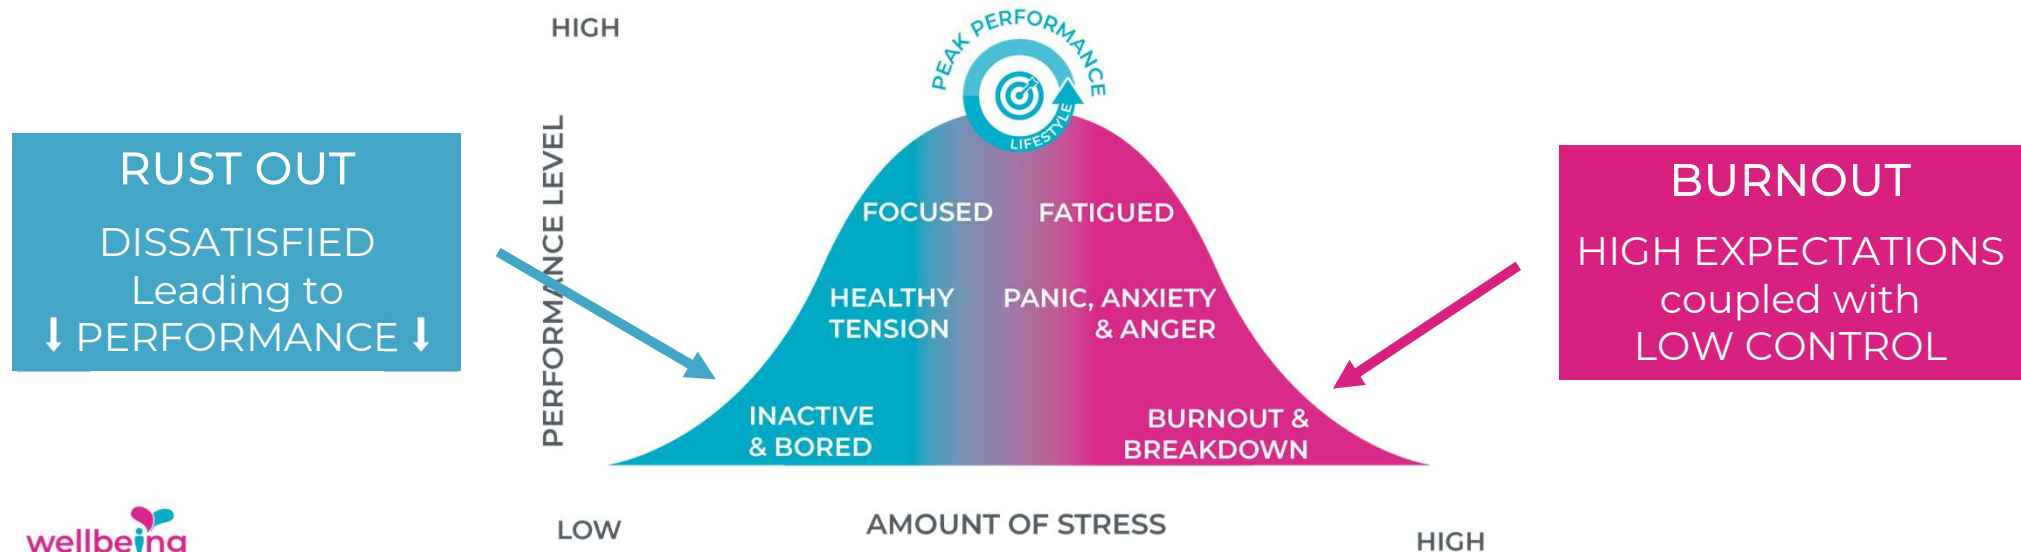 HIGH
PEAK PERFORMANCE
LIFESTYLE
PERFORMANCE LEVEL
RUST OUT
DISSATISFIED
Leading to
⬇ PERFORMANCE ⬇
FOCUSED
FATIGUED
HEALTHY
TENSION
PANIC, ANXIETY
& ANGER
INACTIVE
& BORED
BURNOUT &
BREAKDOWN
BURNOUT
HIGH EXPECTATIONS
coupled with
LOW CONTROL
LOW
AMOUNT OF STRESS
HIGH
wellbeing